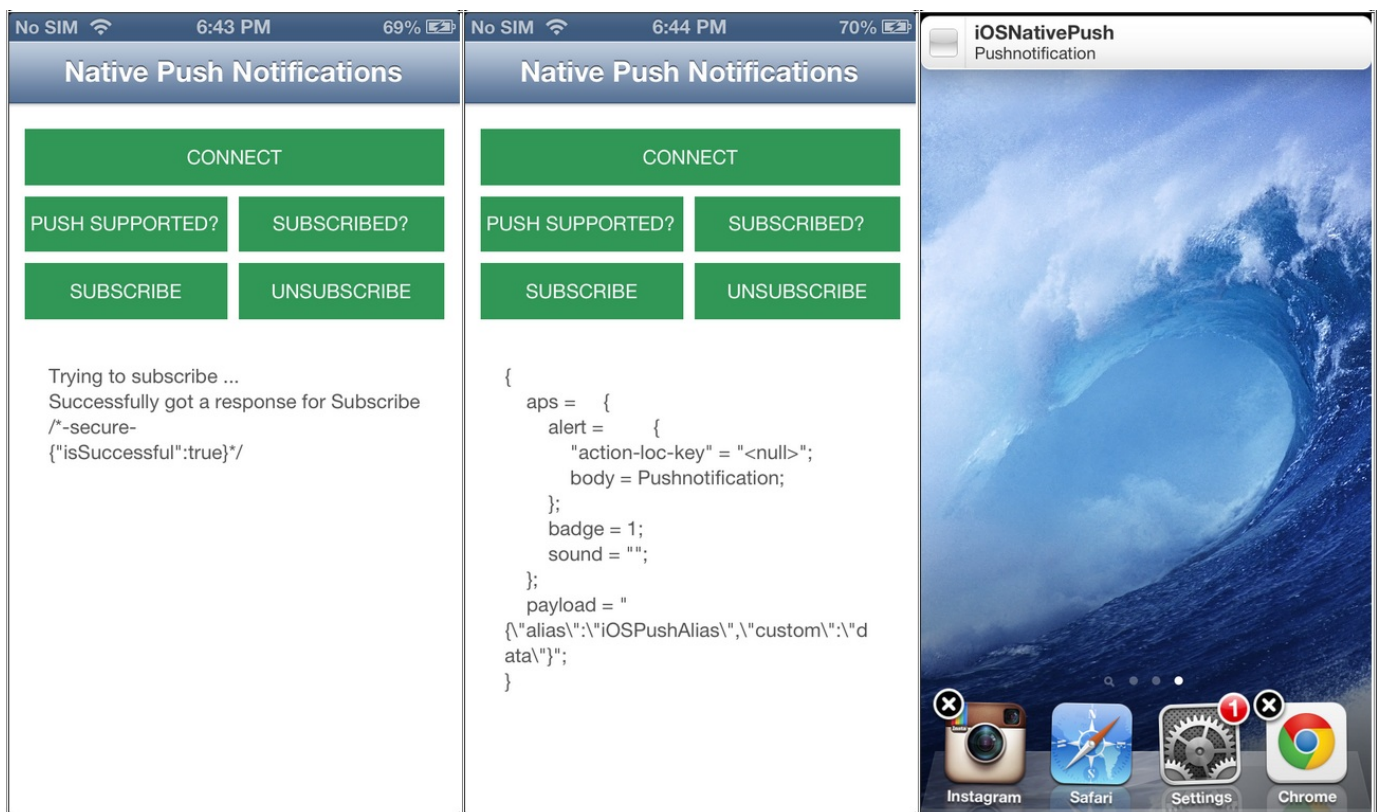 No SIM 6:43 PM 69%
Native Push Notifications
CONNECT
PUSH SUPPORTED? SUBSCRIBED?
SUBSCRIBE UNSUBSCRIBE
Trying to subscribe ...
Successfully got a response for Subscribe
/*-secure-
{"isSuccessful":true}*/
No SIM 6:44 PM 70%
Native Push Notifications
CONNECT
PUSH SUPPORTED? SUBSCRIBED?
SUBSCRIBE UNSUBSCRIBE
{
aps = {
alert = {
"action-loc-key" = "<null>";
body = Pushnotification;
};
badge = 1;
sound = "";
};
payload = "
{\"alias\":\"iOSPushAlias\",\"custom\":\"d
ata\"}";
}
iOSNativePush
Pushnotification
1
Insta
N
S
Instagram Safari Settings Chrome